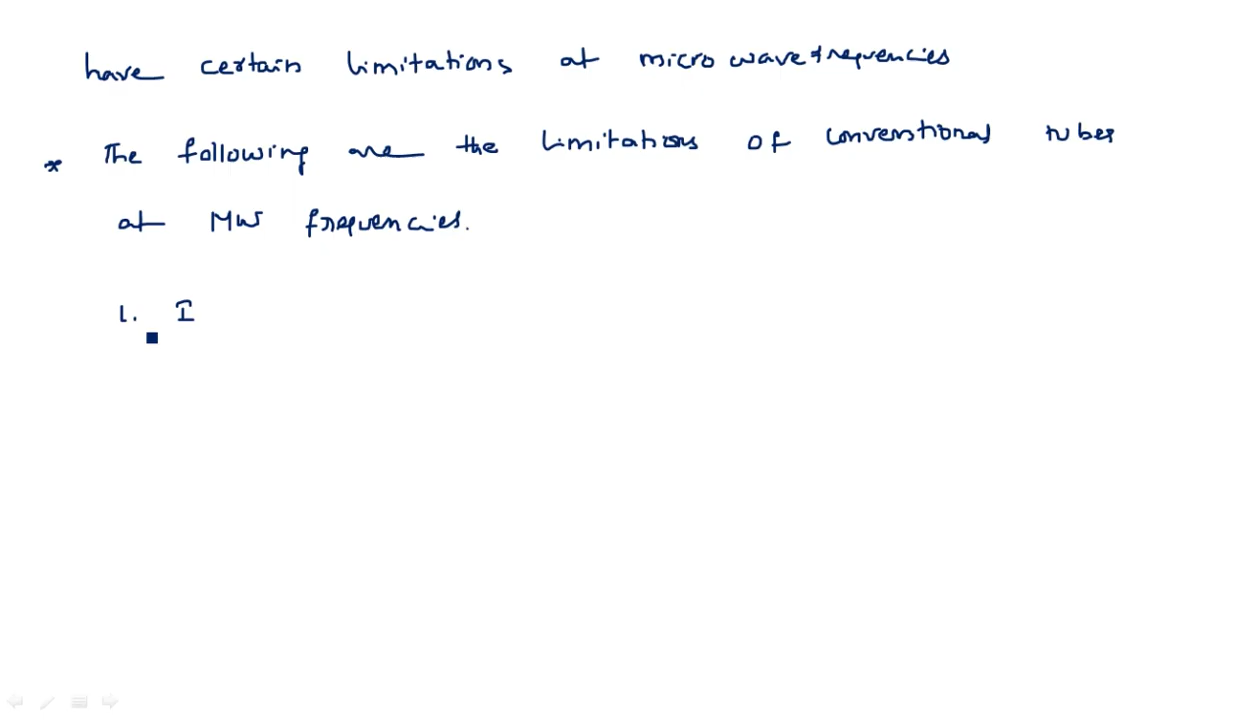 have certain limitations at microwave frequencies
* The following are the limitations of conventional tubes
at MW frequencies.
1. I